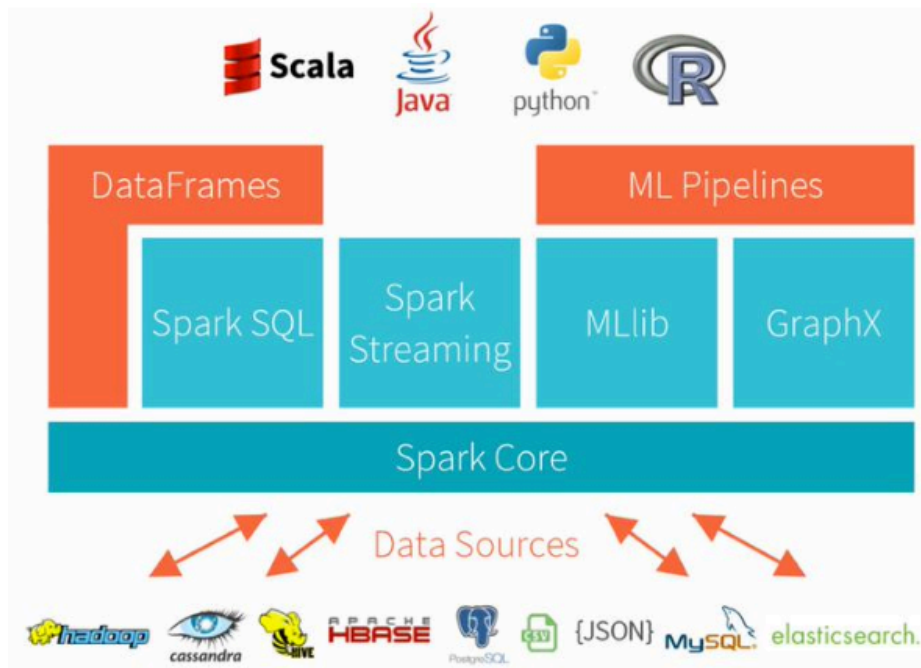 Scala
Java
python™
R
DataFrames
ML Pipelines
Spark SQL
Spark
Streaming
MLlib
GraphX
Spark Core
Data Sources
hadoop
cassandra
HIVE
APACHE
HBASE
PostgreSQL
CSV
{JSON}
MySQL®
elasticsearch.